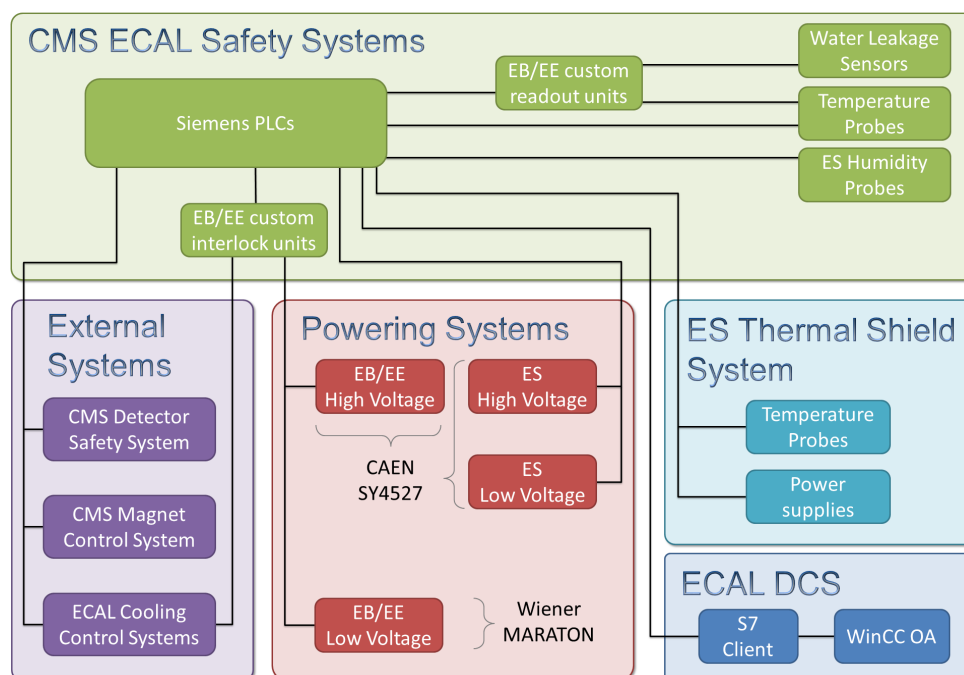 CMS ECAL Safety Systems
Siemens PLCs
EB/EE custom
readout units
Water Leakage
Sensors
Temperature
Probes
ES Humidity
Probes
EB/EE custom
interlock units
External
Systems
CMS Detector
Safety System
CMS Magnet
Control System
ECAL Cooling
Control Systems
Powering Systems
EB/EE
High Voltage
ES
High Voltage
CAEN
SY4527
ES
Low Voltage
EB/EE
Low Voltage
Wiener
MARATON
ES Thermal Shield
System
Temperature
Probes
Power
supplies
ECAL DCS
S7
Client
WinCC OA